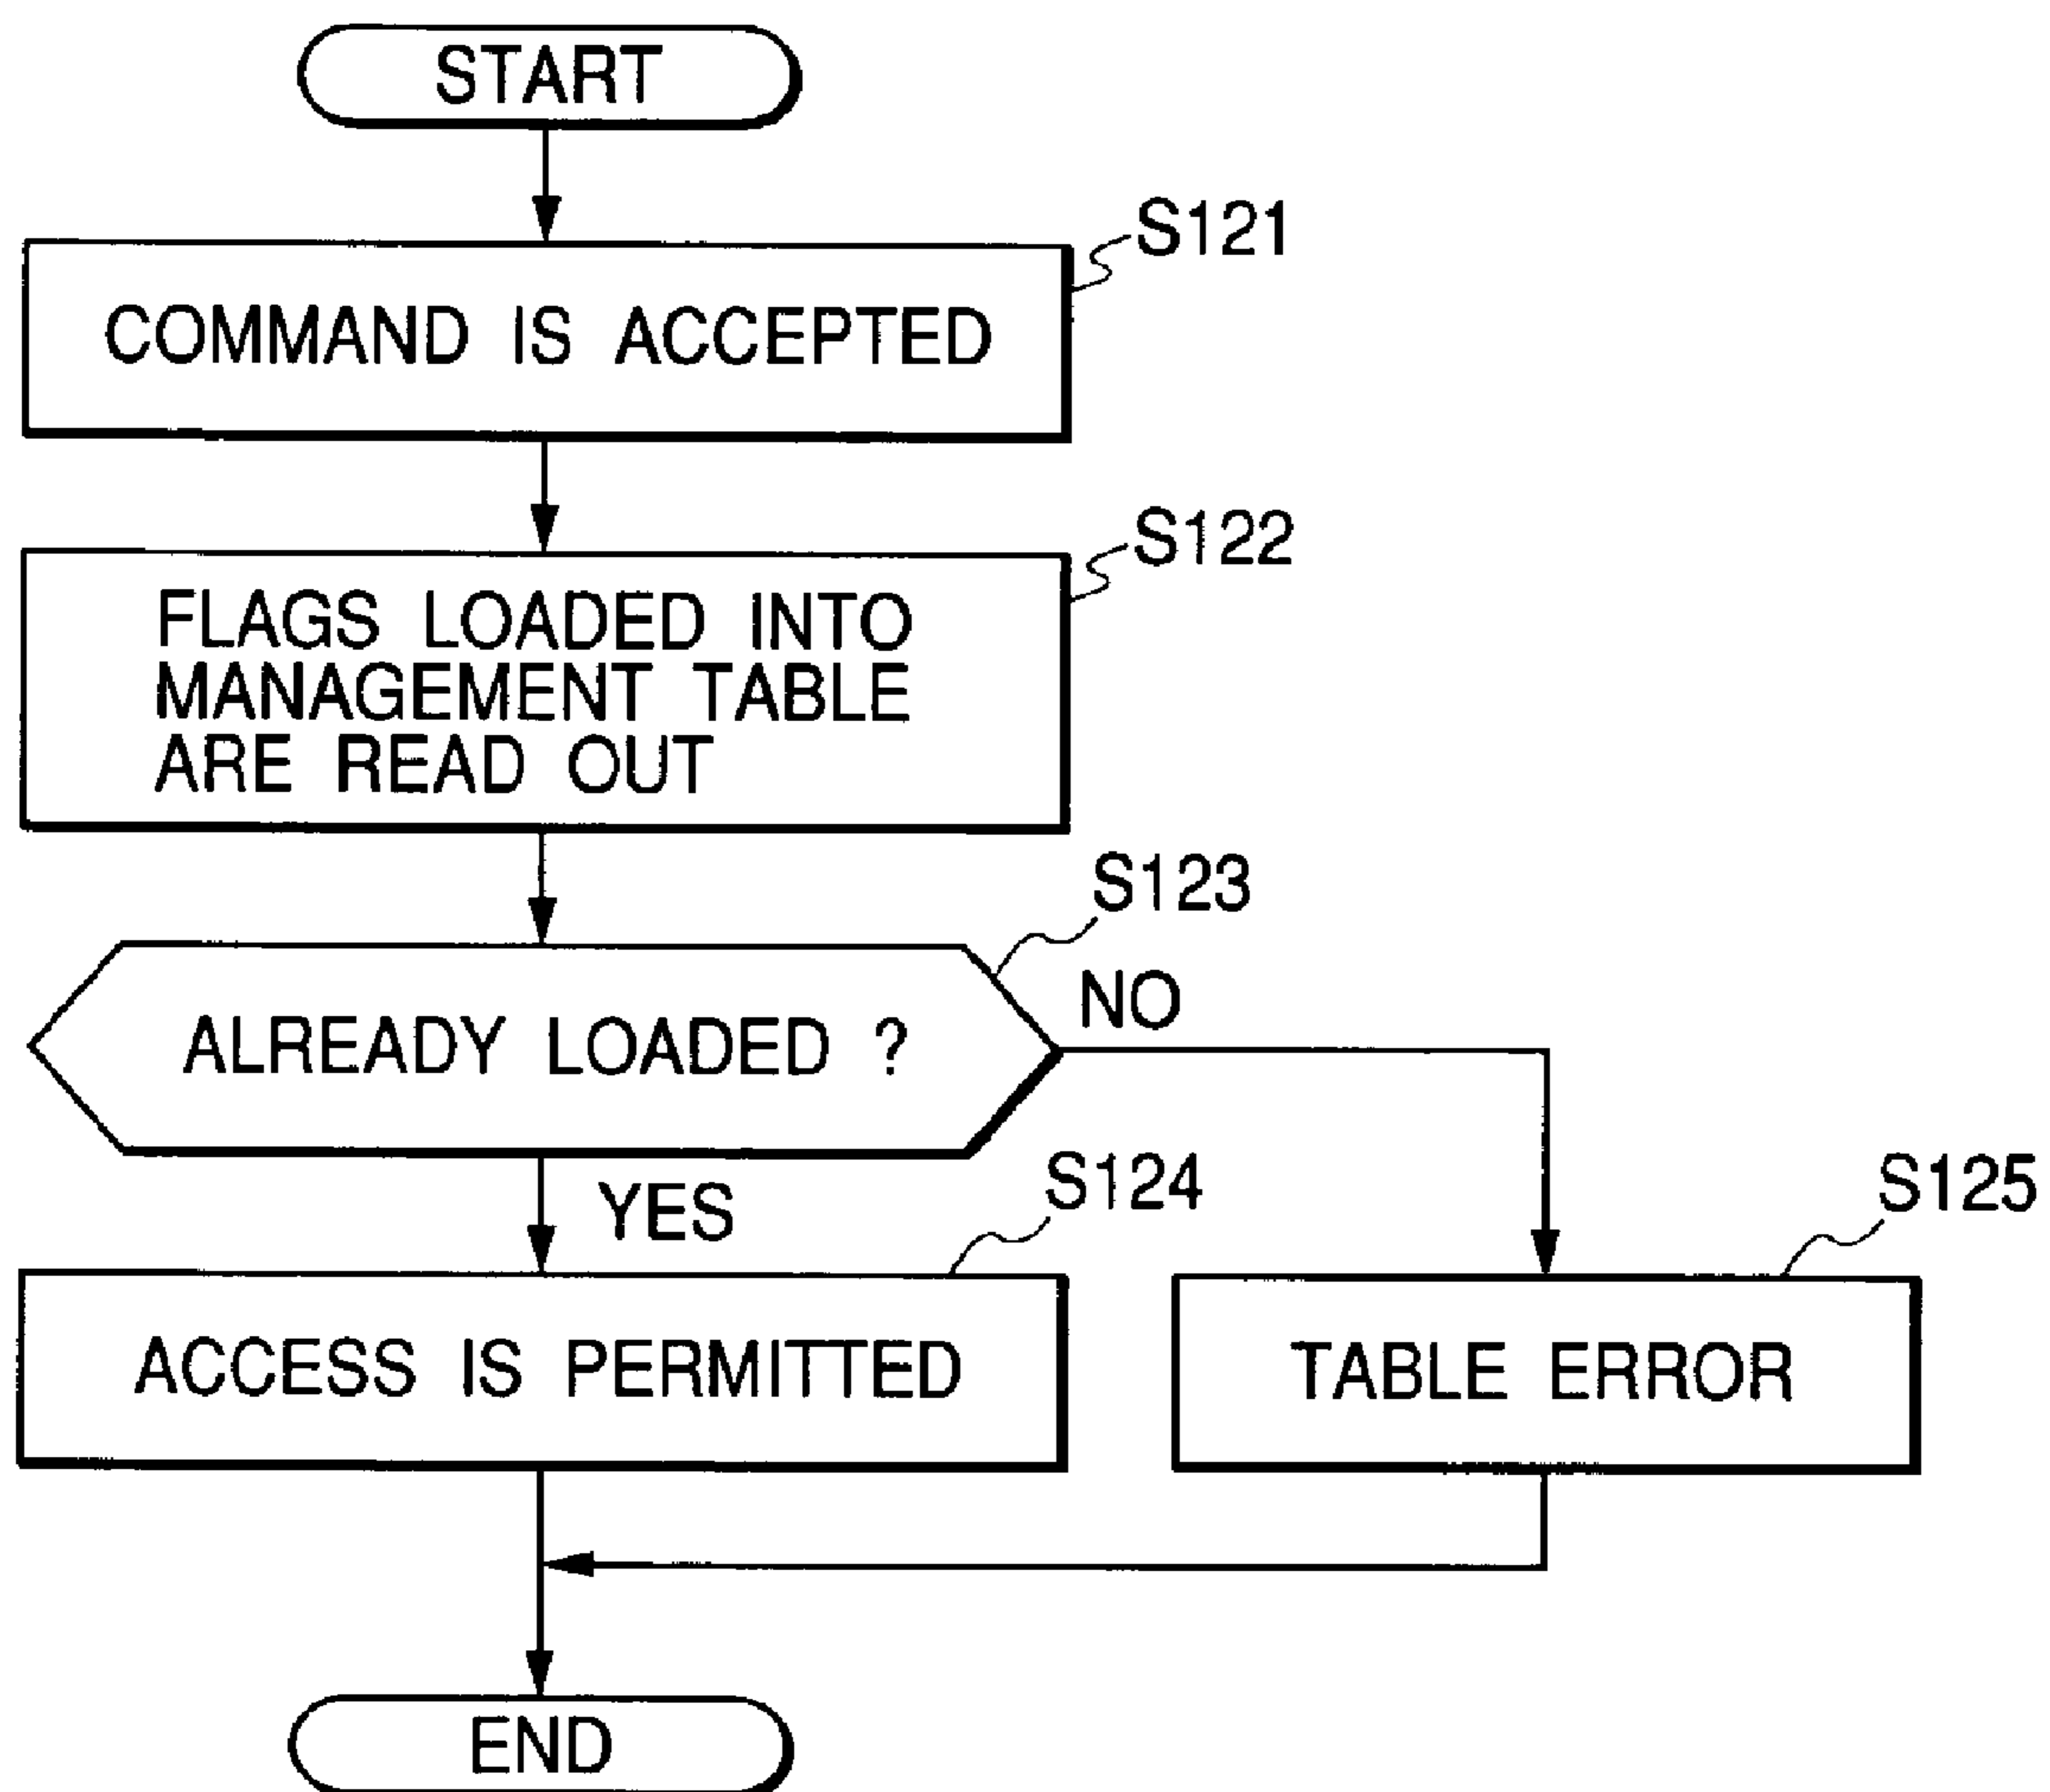 START
S121
COMMAND IS ACCEPTED
S122
FLAGS LOADED INTO
MANAGEMENT TABLE
ARE READ OUT
S123
NO
ALREADY LOADED ?
YES
S124
S125
ACCESS IS PERMITTED
TABLE ERROR
END